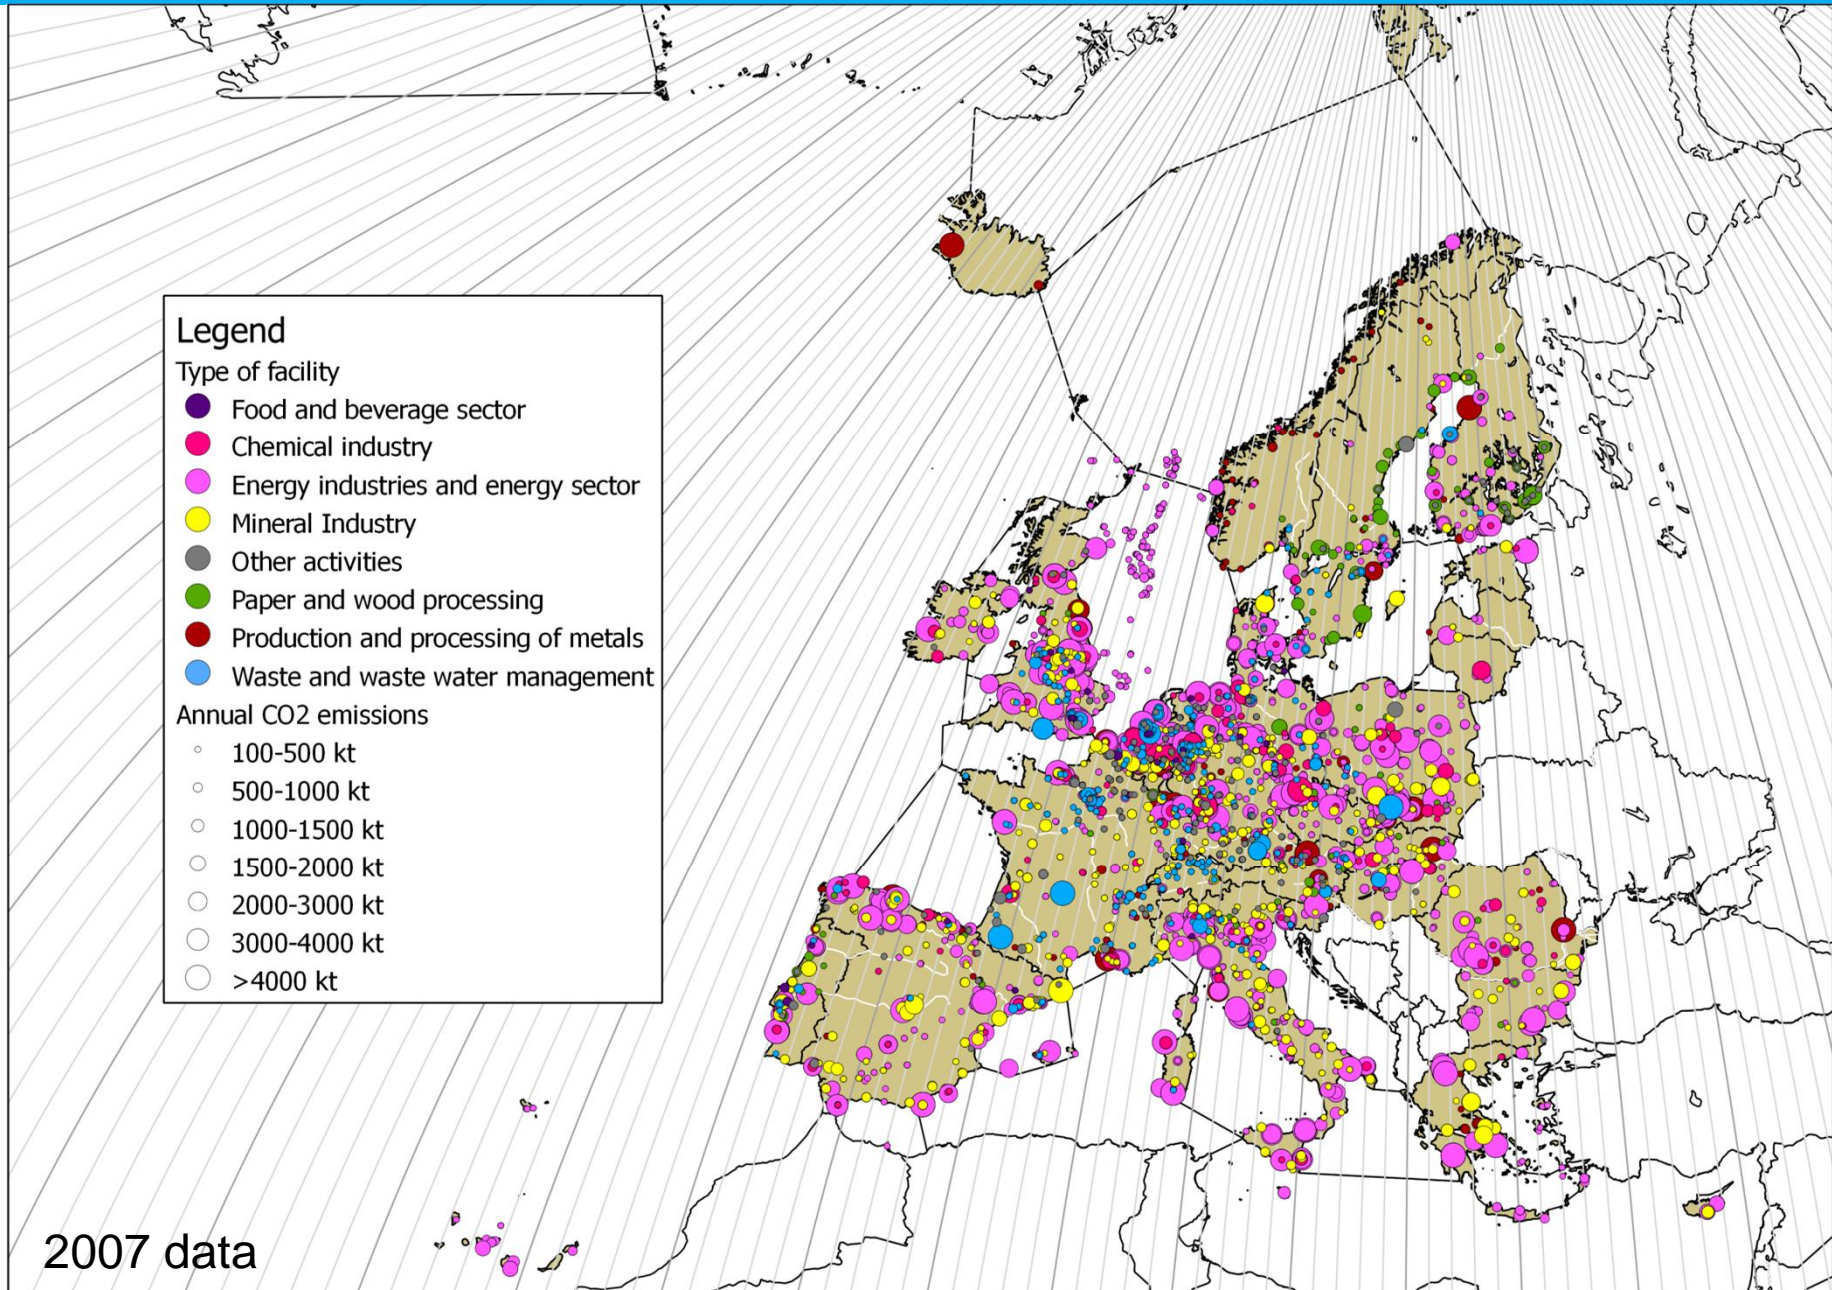 Legend
Type of facility
Food and beverage sector
Chemical industry
Energy industries and energy sector
Mineral Industry
Other activities
Paper and wood processing
Production and processing of metals
Waste and waste water management
Annual CO2 emissions
100-500 kt
500-1000 kt
1000-1500 kt
1500-2000 kt
2000-3000 kt
3000-4000 kt
>4000 kt
2007 data